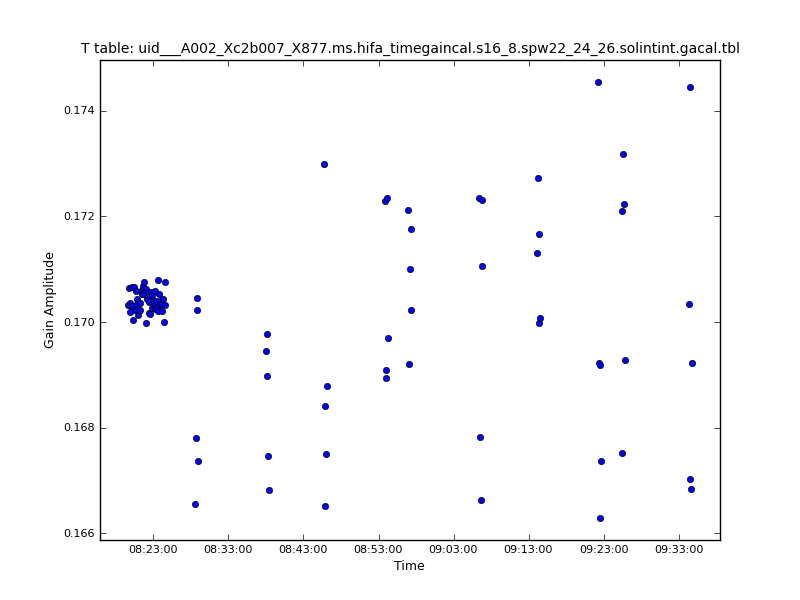 T table: uid___A002_Xc2b007_X877.ms.hifa_timegaincal.s16_8.spw22_24_26.solintint.gacal.tbl
0.174
0.172
0.170
0.168
0.166
Gain Amplitude
08:23:00 08:33:00 08:43:00 08:53:00 09:03:00 09:13:00 09:23:00 09:33:00
Time